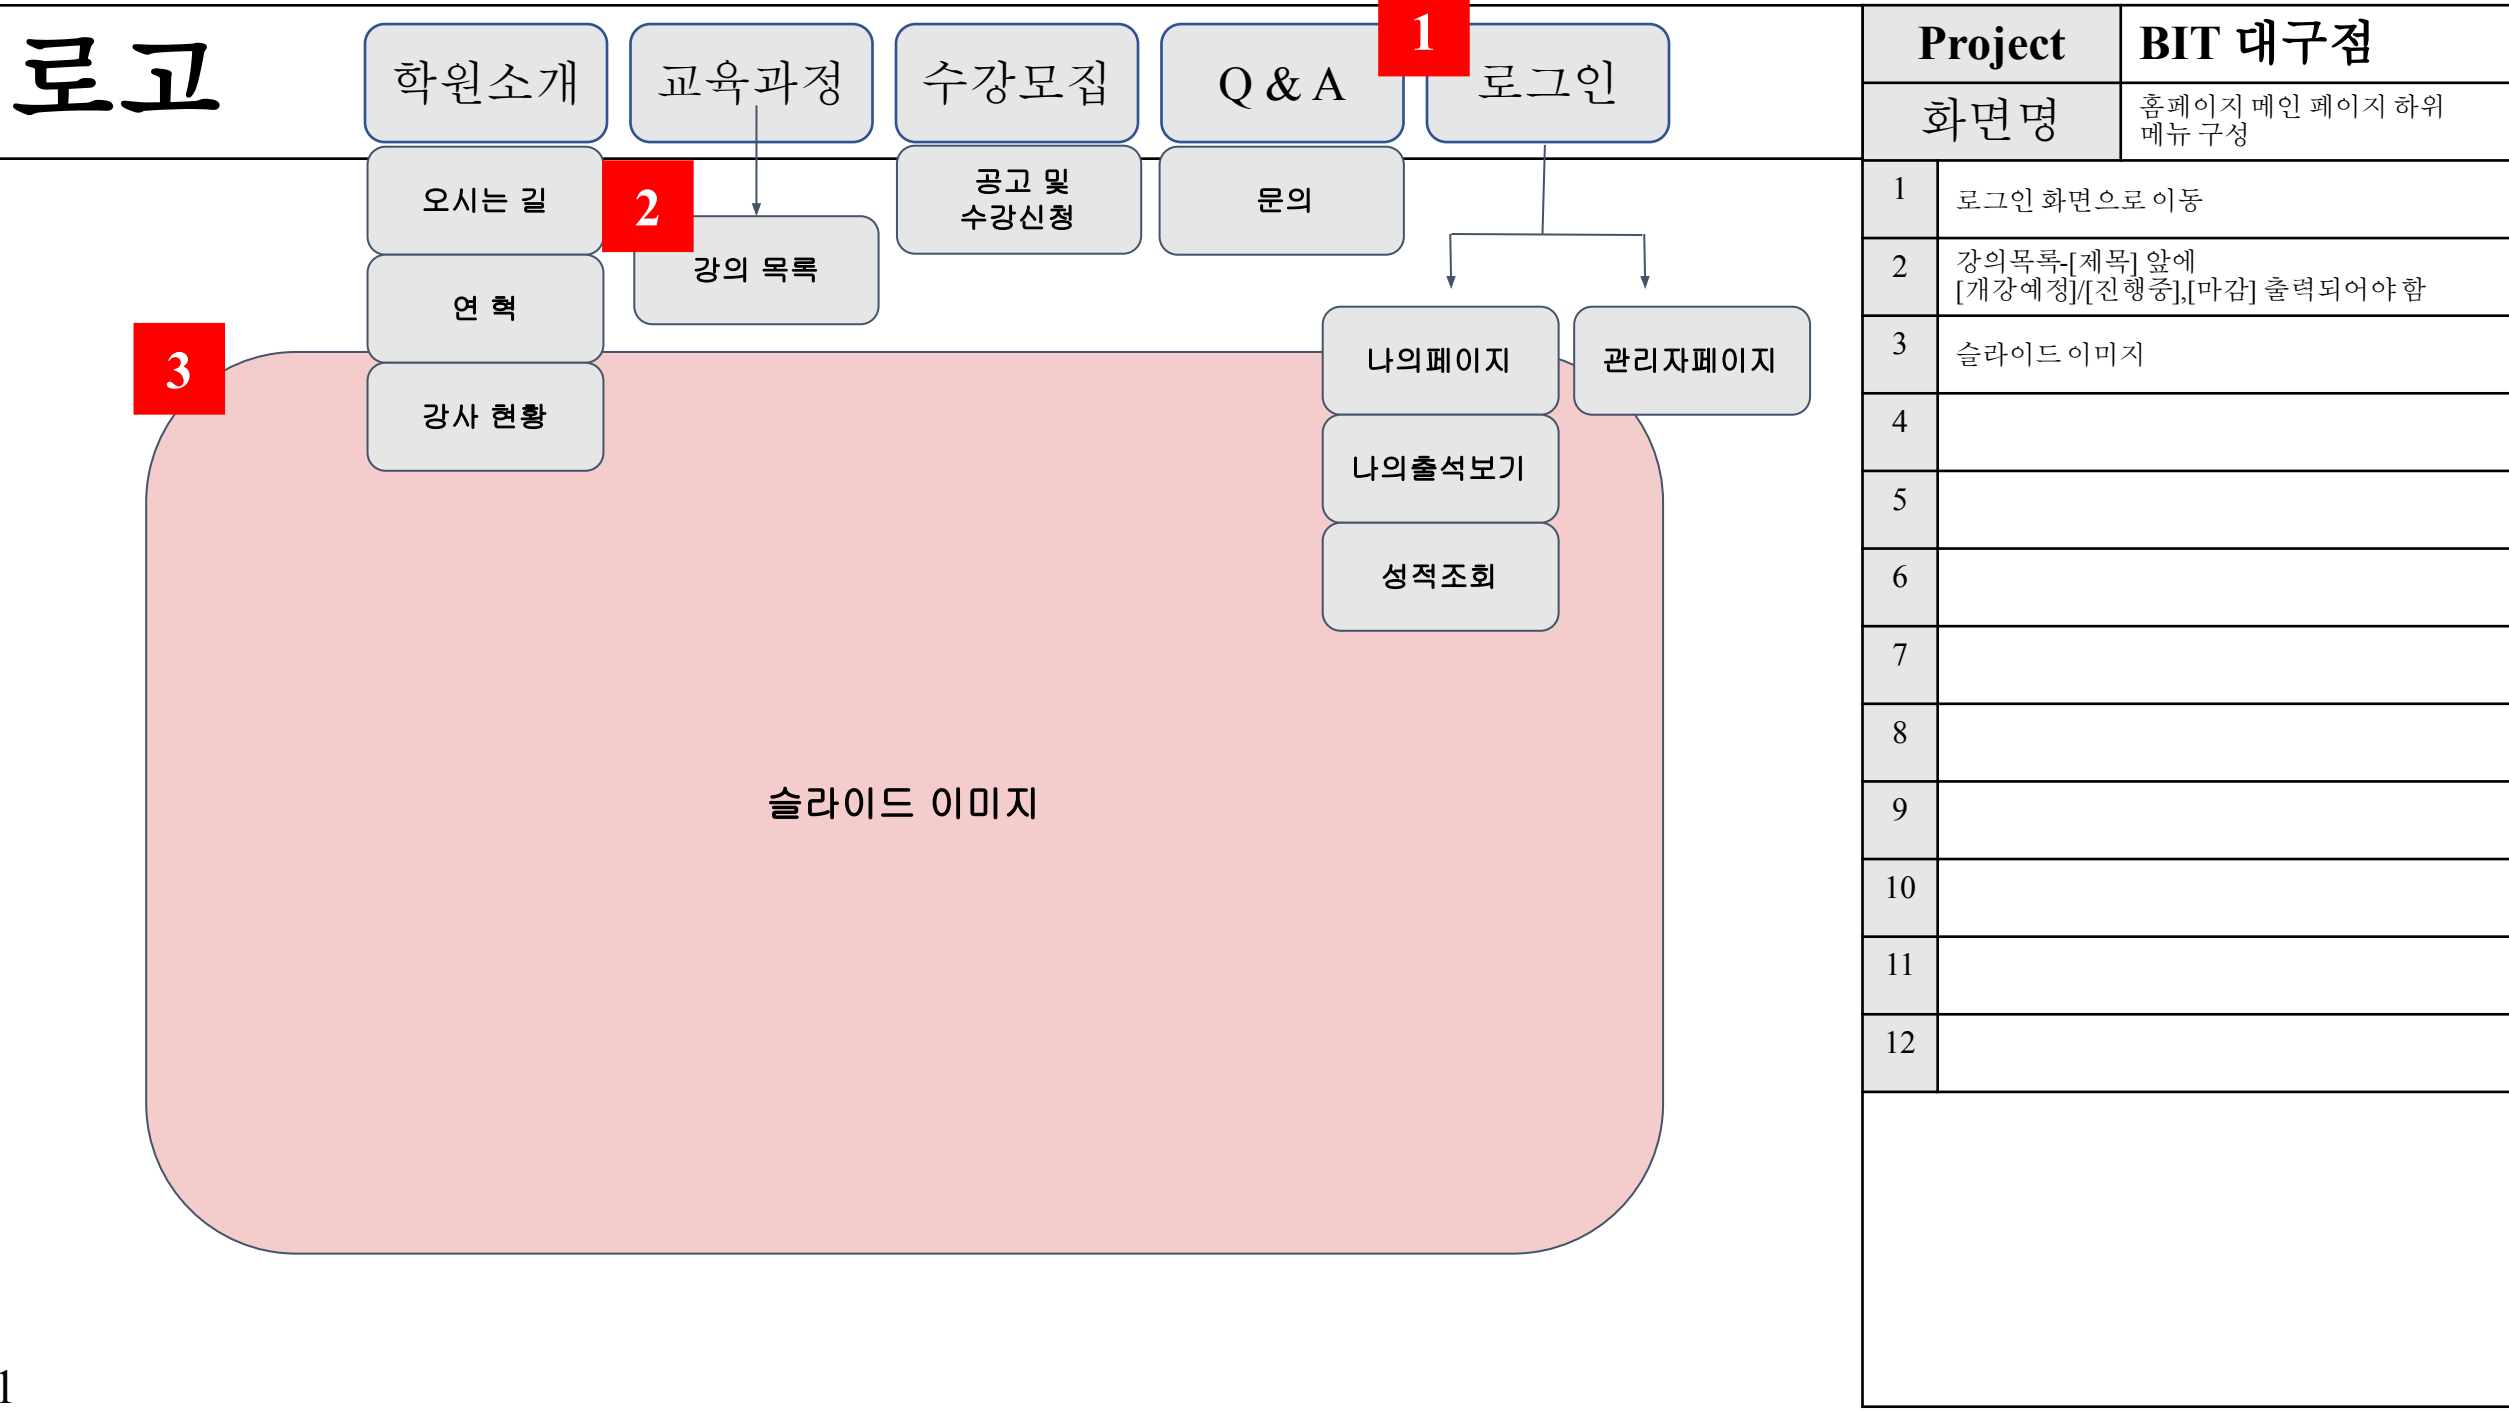 로고
학원소개
교육과정
수강모집
Q & A
1
로그인
오시는 길
연 혁
강사 현황
2
강의 목록
공고 및
수강신청
문의
나의페이지
나의출석보기
성적조회
관리자페이지
3
슬라이드 이미지
1
Project
BIT 대구점
화면명
홈페이지 메인 페이지 하위
메뉴 구성
1
로그인 화면으로 이동
2
강의목록-[제목] 앞에
[개강예정]/[진행중],[마감] 출력되어야 함
3
슬라이드 이미지
4
5
6
7
8
9
10
11
12